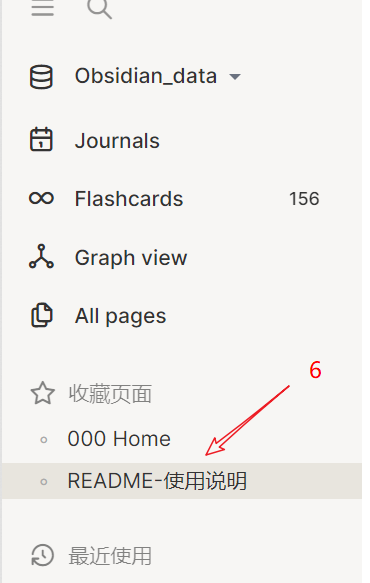 Obsidian_data
Journals
Flashcards 156
Graph view
All pages
6
收藏页面
000 Home
README-使用说明
最近使用